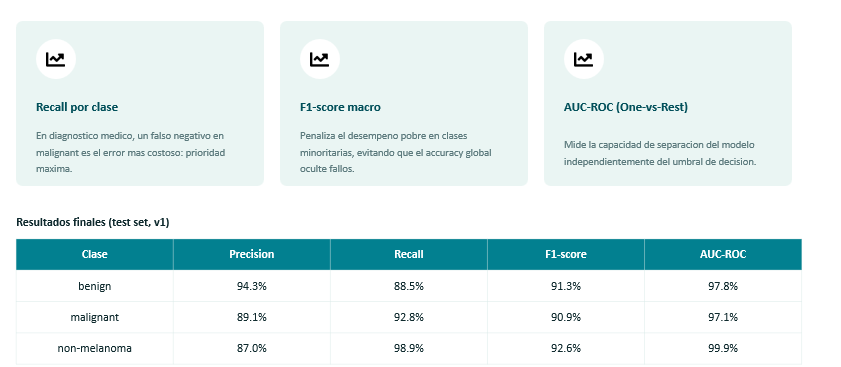 Recall por clase
En diagnostico medico, un falso negativo en
malignant es el error mas costoso: prioridad
maxima.
F1-score macro
Penaliza el desempeno pobre en clases
minoritarias, evitando que el accuracy global
oculte fallos.
AUC-ROC (One-vs-Rest)
Mide la capacidad de separacion del modelo
independientemente del umbral de decision.
Resultados finales (test set, v1)
Clase Precision Recall F1-score AUC-ROC
benign 94.3% 88.5% 91.3% 97.8%
malignant 89.1% 92.8% 90.9% 97.1%
non-melanoma 87.0% 98.9% 92.6% 99.9%